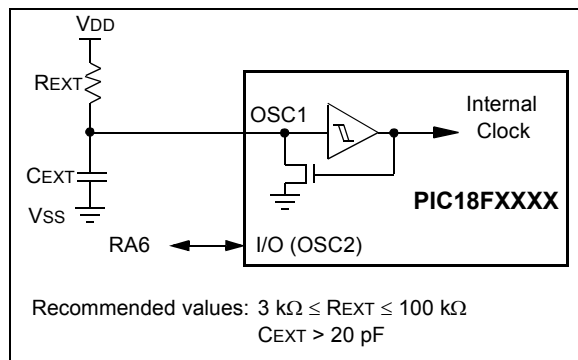 VDD
REXT
OSC1
Internal
Clock
CEXT
PIC18FXXXX
VSS
RA6
I/O (OSC2)
Recommended values: 3 kΩ ≤ REXT ≤ 100 kΩ
CEXT > 20 pF